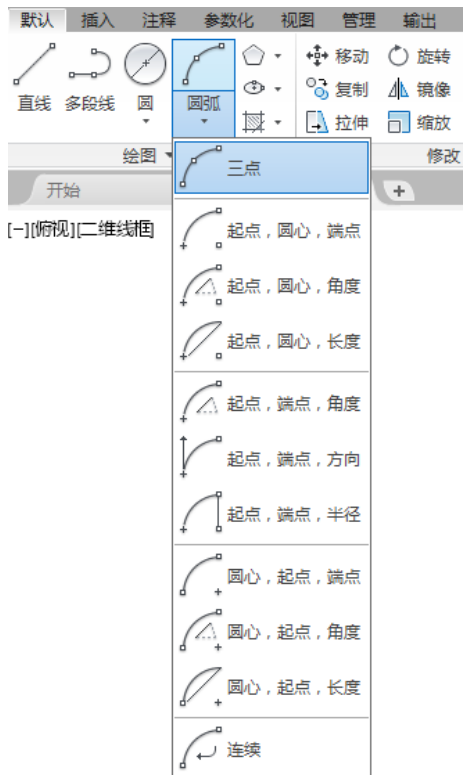 默认 插入 注释 参数化 视图 管理 输出
直线 多段线 圆 圆弧
移动 旋转
复制 镜像
拉伸 缩放
绘图 修改
开始
[-][俯视][二维线框]
三点
起点，圆心，端点
起点，圆心，角度
起点，圆心，长度
起点，端点，角度
起点，端点，方向
起点，端点，半径
圆心，起点，端点
圆心，起点，角度
圆心，起点，长度
连续